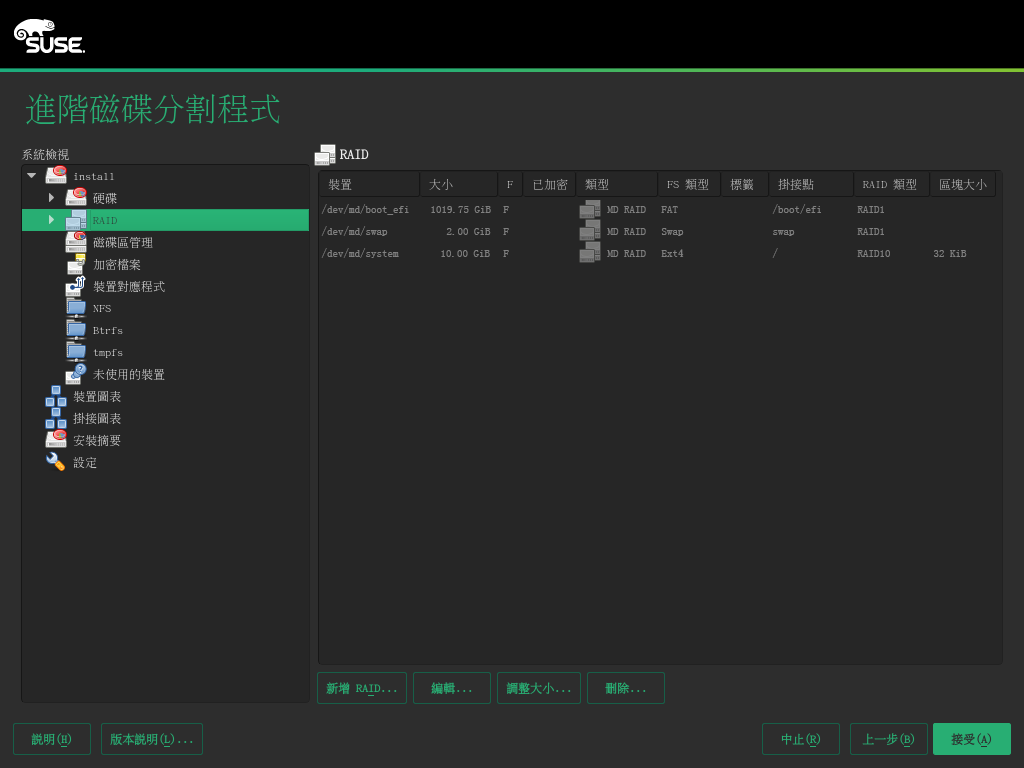 SUSE.
進階磁碟分割程式
系統檢視
install
硬碟
RAID
磁碟區管理
加密檔案
裝置對應程式
NFS
Btrfs
tmpfs
未使用的裝置
裝置圖表
掛接圖表
安裝摘要
設定
RAID
裝置 大小 F 已加密 類型 FS 類型 標籤 掛接點 RAID 類型 區塊大小
/dev/md/boot_efi 1019.75 GiB F MD RAID FAT /boot/efi RAID1
/dev/md/swap 2.00 GiB F MD RAID Swap swap RAID1
/dev/md/system 10.00 GiB F MD RAID Ext4 / RAID10 32 KiB
新增 RAID... 編輯... 調整大小... 刪除...
說明(H) 版本說明(L)... 中止(R) 上一步(B) 接受(A)